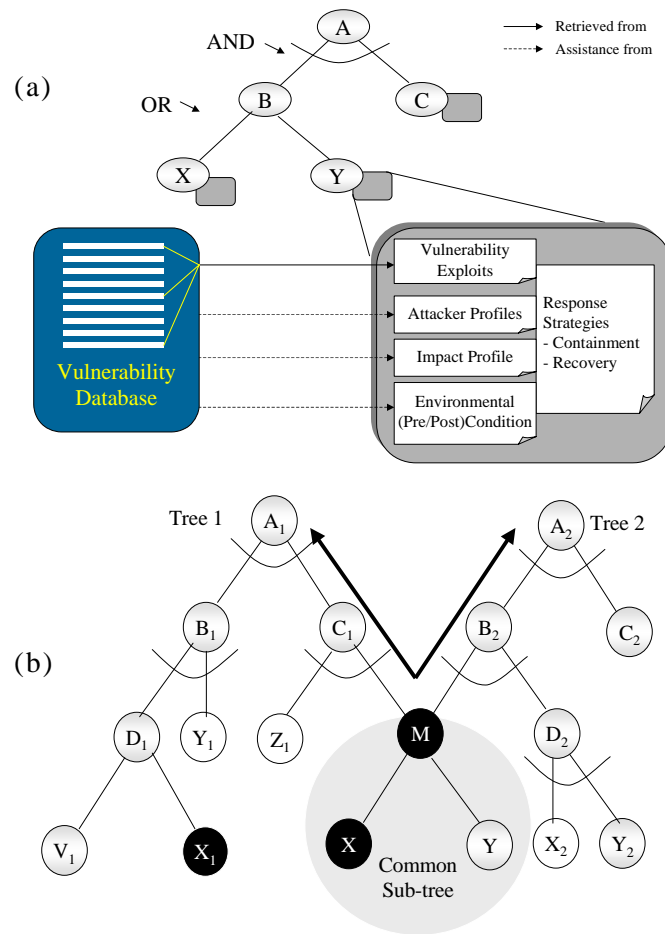 A
AND
Retrieved from
Assistance from
(a)
OR
B
C
X
Y
Vulnerability
Exploits
Attacker Profiles
Impact Profile
Environmental
(Pre/Post)Condition
Response
Strategies
- Containment
- Recovery
Vulnerability
Database
Tree 1
A₁
A₂
Tree 2
B₁
C₁
B₂
C₂
(b)
D₁
Y₁
Z₁
M
D₂
V₁
X₁
X
Y
X₂
Y₂
Common
Sub-tree